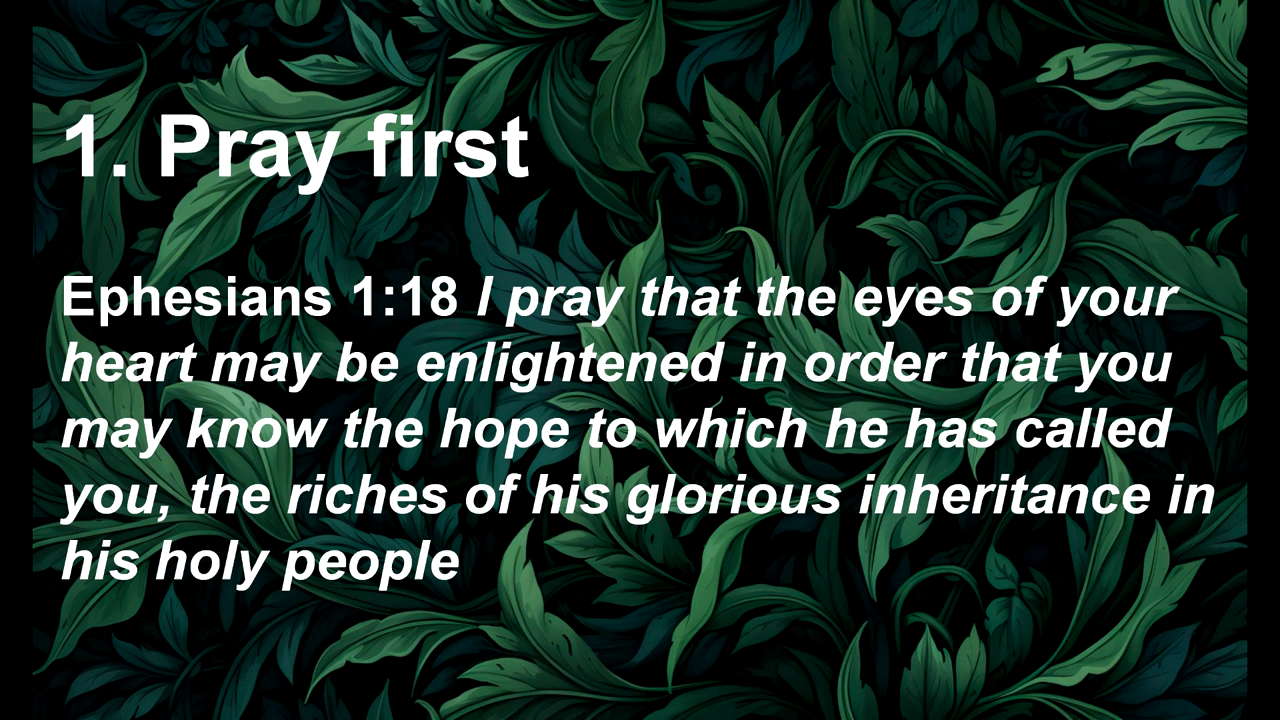 1. Pray first
Ephesians 1:18 I pray that the eyes of your
heart may be enlightened in order that you
may know the hope to which he has called
you, the riches of his glorious inheritance in
his holy people